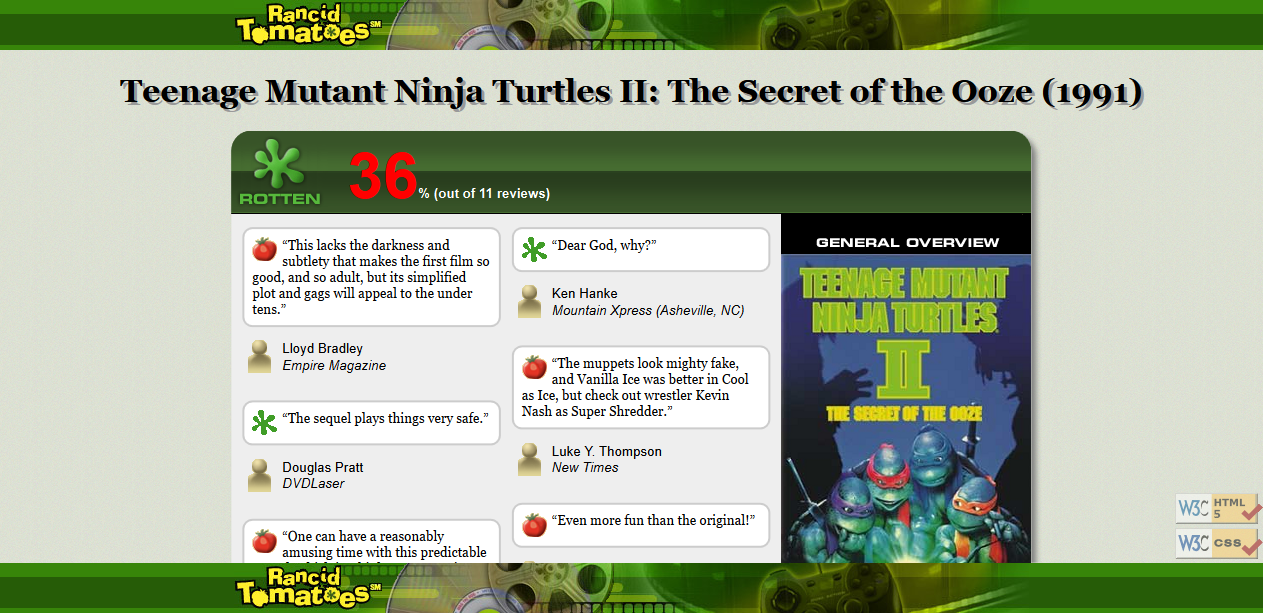 Rancid
Tomatoes SM
Teenage Mutant Ninja Turtles II: The Secret of the Ooze (1991)
ROTTEN
36% (out of 11 reviews)
“This lacks the darkness and
subtlety that makes the first film so
good, and so adult, but its simplified
plot and gags will appeal to the under
tens.”
Lloyd Bradley
Empire Magazine
“The sequel plays things very safe.”
Douglas Pratt
DVDLaser
“One can have a reasonably
amusing time with this predictable
“Dear God, why?”
Ken Hanke
Mountain Xpress (Asheville, NC)
“The muppets look mighty fake,
and Vanilla Ice was better in Cool
as Ice, but check out wrestler Kevin
Nash as Super Shredder.”
Luke Y. Thompson
New Times
“Even more fun than the original!”
GENERAL OVERVIEW
TEENAGE MUTANT
NINJA TURTLES
II
THE SECRET OF THE OOZE
W3C HTML
5
W3C CSS
Rancid
Tomatoes SM